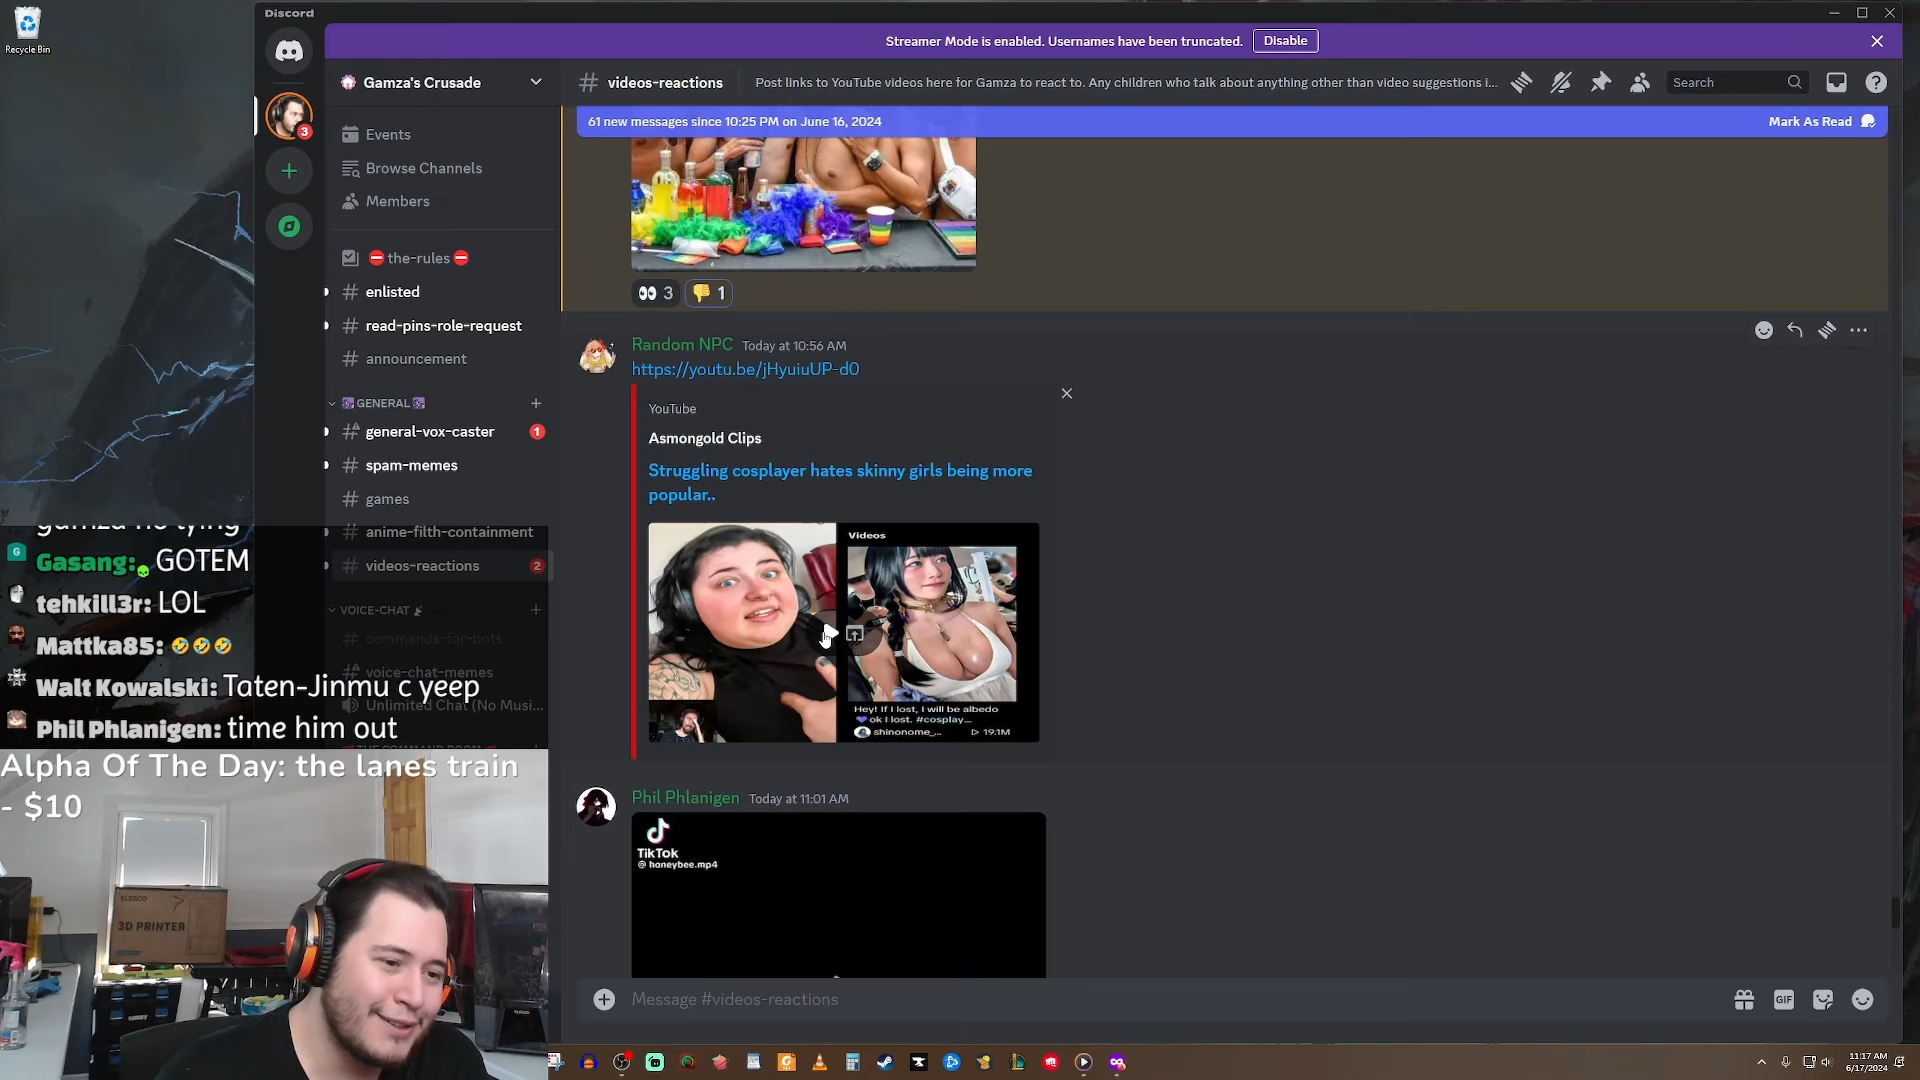 Recycle Bin
Discord
Streamer Mode is enabled. Usernames have been truncated.
Disable
Gamza's Crusade
videos-reactions
Post links to YouTube videos here for Gamza to react to. Any children who talk about anything other than video suggestions i...
Search
61 new messages since 10:25 PM on June 16, 2024
Mark As Read
3
Events
Browse Channels
Members
the-rules
enlisted
read-pins-role-request
announcement
GENERAL
general-vox-caster
1
spam-memes
games
anime-filth-containment
videos-reactions
2
VOICE-CHAT
commands-for-bots
voice-chat-memes
Unlimited Chat (No Musi...
3
1
Random NPC Today at 10:56 AM
https://youtu.be/jHyuiuUP-d0
YouTube
Asmongold Clips
Struggling cosplayer hates skinny girls being more
popular..
Videos
Hey! If I lost, I will be albedo
ok I lost. #cosplay...
shinonome_...
19.1M
Phil Phlanigen Today at 11:01 AM
TikTok
@ honeybee.mp4
Message #videos-reactions
GIF
gamza no lying
G
Gasang: GOTEM
tehkill3r: LOL
Mattka85: 🤣🤣🤣
Walt Kowalski: Taten-Jinmu c yeep
Phil Phlanigen: time him out
Alpha Of The Day: the lanes train
- $10
ELEGOO
3D PRINTER
11:17 AM
6/17/2024